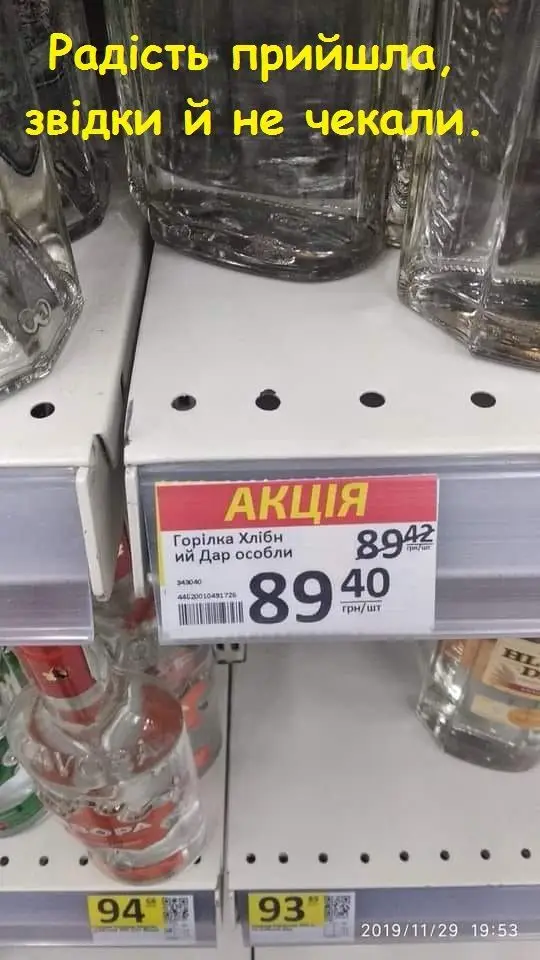 Радість прийшла,
звідки й не чекали.
АКЦІЯ
Горілка Хлібн
ий Дар особли
89 42
грн/шт
343040
89 40
грн/шт
94
93
2019/11/29 19:53